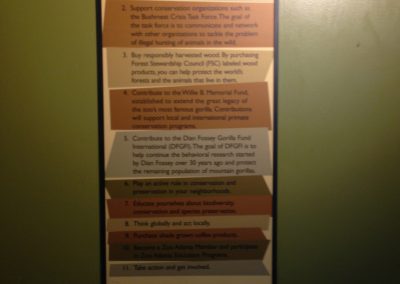 2. Support conservation organizations such as
the Bushmeat Crisis Task Force. The goal of
the task force is to communicate and network
with other organizations to tackle the problem
of illegal hunting of animals in the wild.
3. Buy responsibly harvested wood. By purchasing
Forest Stewardship Council (FSC) labeled wood
products, you can help protect the world's
forests and the animals that live in them.
4. Contribute to the Willie B. Memorial Fund,
established to extend the great legacy of
the zoo's most famous gorilla. Contributions
will support local and international primate
conservation programs.
5. Contribute to the Dian Fossey Gorilla Fund
International (DFGFI). The goal of DFGFI is to
help continue the behavioral research started
by Dian Fossey over 30 years ago and protect
the remaining population of mountain gorillas.
6. Play an active role in conservation and
preservation in your neighborhoods.
7. Educate yourselves about biodiversity,
conservation and species preservation.
8. Think globally and act locally.
9. Purchase shade grown coffee products.
10. Become a Zoo Atlanta Member and participate
in Zoo Atlanta Education Programs.
11. Take action and get involved.